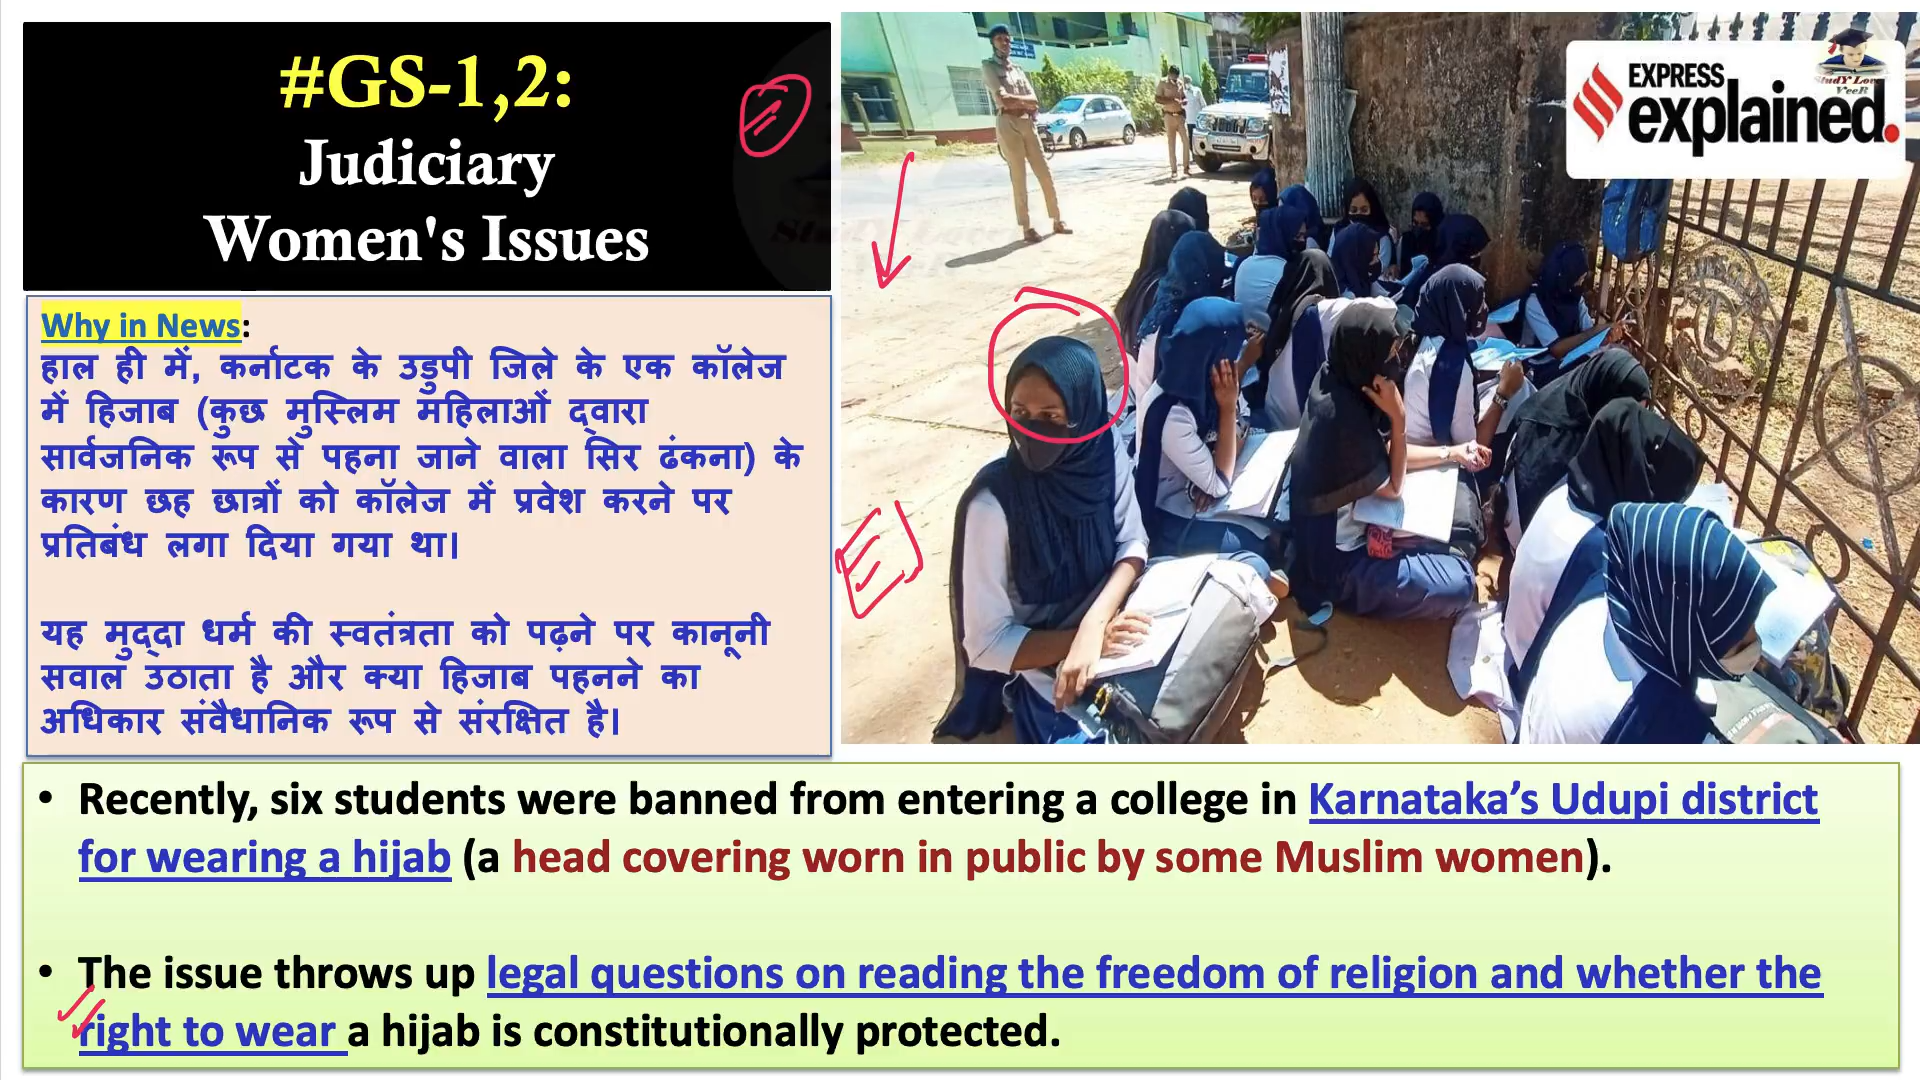 #GS-1,2:
Judiciary
Women's Issues
Why in News:
हाल ही में, कर्नाटक के उडुपी जिले के एक कॉलेज
में हिजाब (कुछ मुस्लिम महिलाओं द्वारा
सार्वजनिक रूप से पहना जाने वाला सिर ढंकना) के
कारण छह छात्रों को कॉलेज में प्रवेश करने पर
प्रतिबंध लगा दिया गया था।
यह मुद्दा धर्म की स्वतंत्रता को पढ़ने पर कानूनी
सवाल उठाता है और क्या हिजाब पहनने का
अधिकार संवैधानिक रूप से संरक्षित है।
EXPRESS
explained.
StudY Lover
VeeR
• Recently, six students were banned from entering a college in Karnataka’s Udupi district
for wearing a hijab (a head covering worn in public by some Muslim women).
• The issue throws up legal questions on reading the freedom of religion and whether the
right to wear a hijab is constitutionally protected.